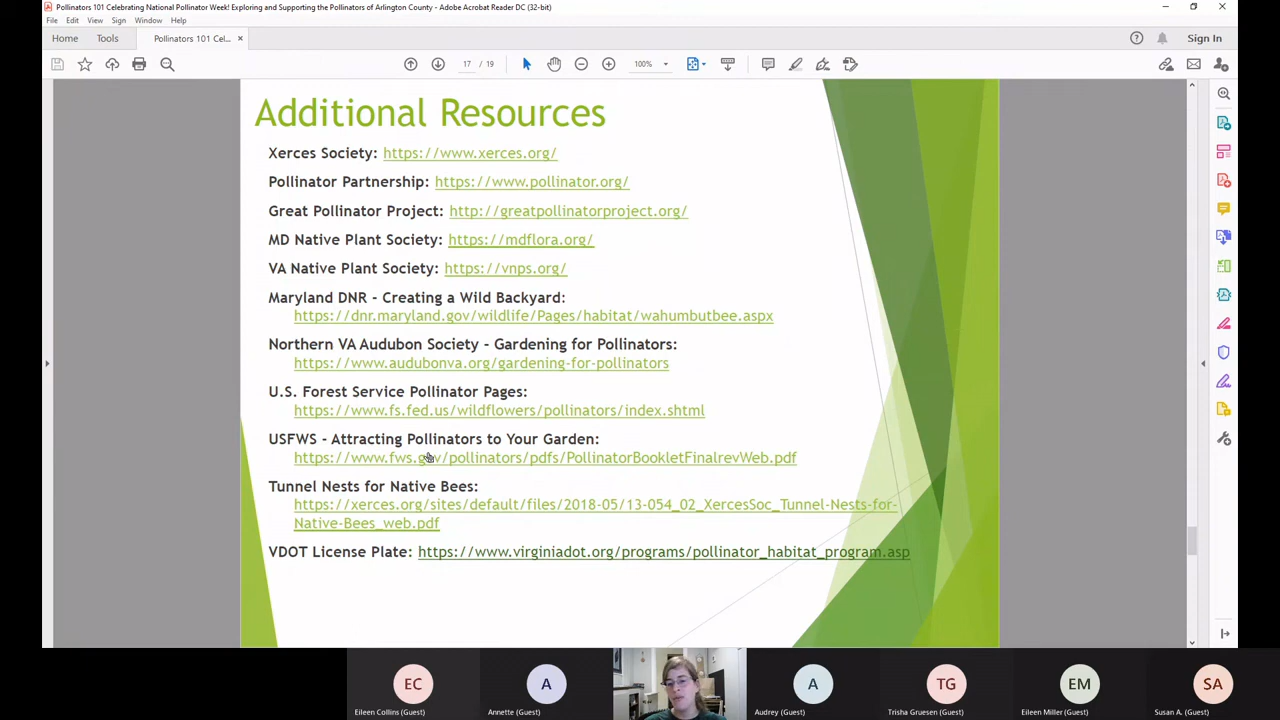 Pollinators 101 Celebrating National Pollinator Week! Exploring and Supporting the Pollinators of Arlington County - Adobe Acrobat Reader DC (32-bit)
File Edit View Sign Window Help
Home Tools Pollinators 101 Cel... Sign In
17 / 19 100%
Additional Resources
Xerces Society: https://www.xerces.org/
Pollinator Partnership: https://www.pollinator.org/
Great Pollinator Project: http://greatpollinatorproject.org/
MD Native Plant Society: https://mdflora.org/
VA Native Plant Society: https://vnps.org/
Maryland DNR - Creating a Wild Backyard:
https://dnr.maryland.gov/wildlife/Pages/habitat/wahumbutbee.aspx
Northern VA Audubon Society - Gardening for Pollinators:
https://www.audubonva.org/gardening-for-pollinators
U.S. Forest Service Pollinator Pages:
https://www.fs.fed.us/wildflowers/pollinators/index.shtml
USFWS - Attracting Pollinators to Your Garden:
https://www.fws.gov/pollinators/pdfs/PollinatorBookletFinalrevWeb.pdf
Tunnel Nests for Native Bees:
https://xerces.org/sites/default/files/2018-05/13-054_02_XercesSoc_Tunnel-Nests-for-
Native-Bees_web.pdf
VDOT License Plate: https://www.virginiadot.org/programs/pollinator_habitat_program.asp
EC A A TG EM SA
Eileen Collins (Guest) Annette (Guest) Audrey (Guest) Trisha Gruesen (Guest) Eileen Miller (Guest) Susan A. (Guest)